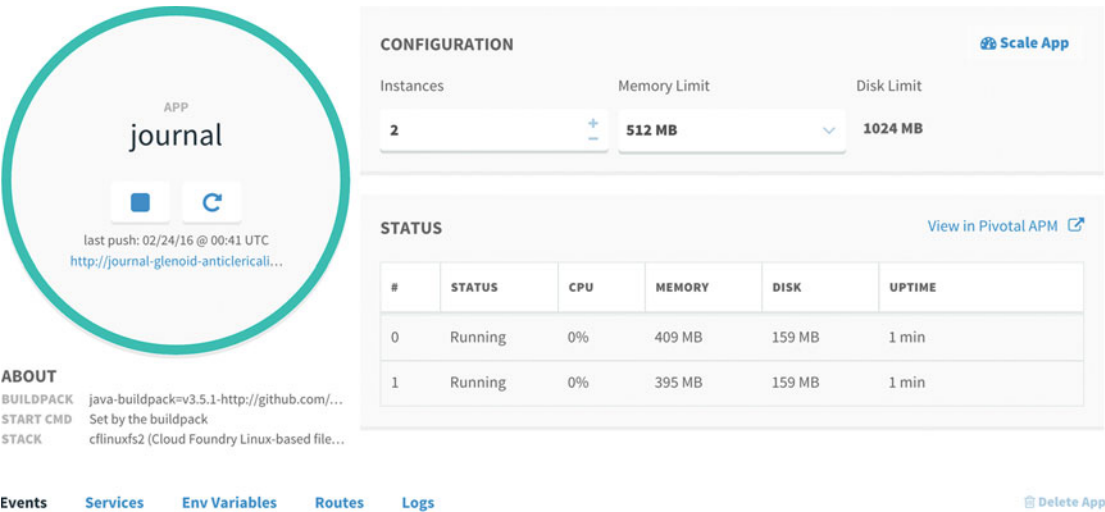 APP
journal
last push: 02/24/16 @ 00:41 UTC
http://journal-glenoid-anticlericali...
ABOUT
BUILDPACK java-buildpack=v3.5.1-http://github.com/...
START CMD Set by the buildpack
STACK cflinuxfs2 (Cloud Foundry Linux-based file...
CONFIGURATION Scale App
Instances Memory Limit Disk Limit
2 + − 512 MB 1024 MB
STATUS View in Pivotal APM
# STATUS CPU MEMORY DISK UPTIME
0 Running 0% 409 MB 159 MB 1 min
1 Running 0% 395 MB 159 MB 1 min
Events Services Env Variables Routes Logs Delete App